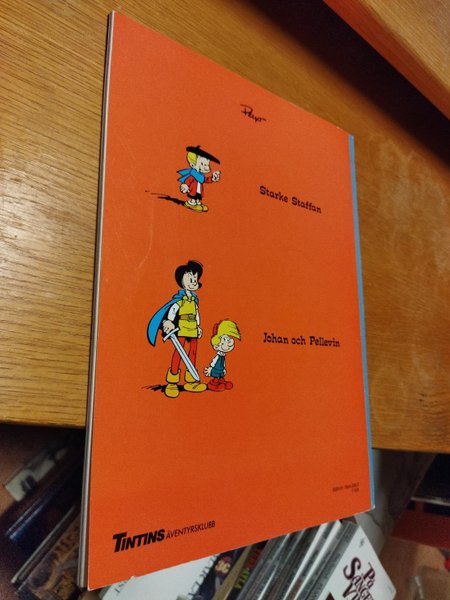 Peyo
Starke Staffan
Johan och Pellevin
TINTINS ÄVENTYRSKLUBB